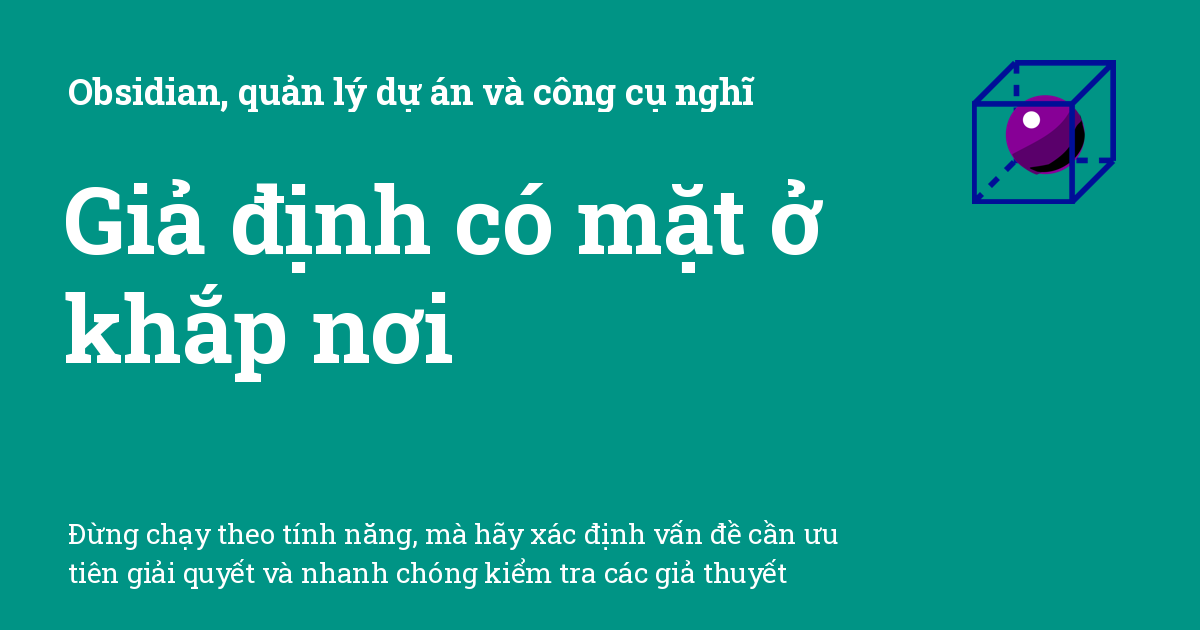 Obsidian, quản lý dự án và công cụ nghĩ
Giả định có mặt ở
khắp nơi
Đừng chạy theo tính năng, mà hãy xác định vấn đề cần ưu
tiên giải quyết và nhanh chóng kiểm tra các giả thuyết